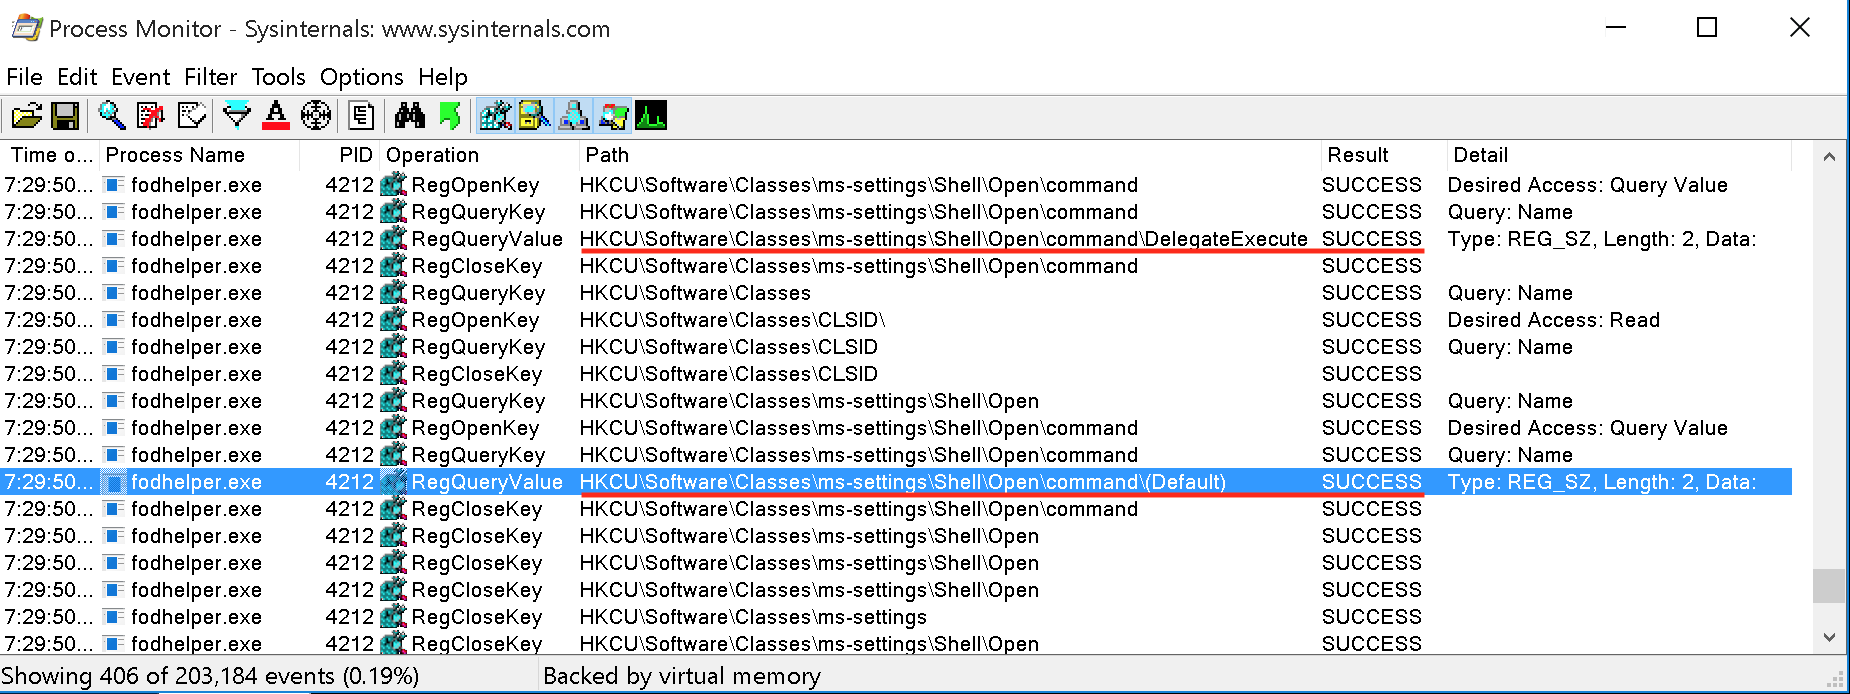 Process Monitor - Sysinternals: www.sysinternals.com
File Edit Event Filter Tools Options Help
Time o... Process Name PID Operation Path Result Detail
7:29:50... fodhelper.exe 4212 RegOpenKey HKCU\Software\Classes\ms-settings\Shell\Open\command SUCCESS Desired Access: Query Value
7:29:50... fodhelper.exe 4212 RegQueryKey HKCU\Software\Classes\ms-settings\Shell\Open\command SUCCESS Query: Name
7:29:50... fodhelper.exe 4212 RegQueryValue HKCU\Software\Classes\ms-settings\Shell\Open\command\DelegateExecute SUCCESS Type: REG_SZ, Length: 2, Data:
7:29:50... fodhelper.exe 4212 RegCloseKey HKCU\Software\Classes\ms-settings\Shell\Open\command SUCCESS
7:29:50... fodhelper.exe 4212 RegQueryKey HKCU\Software\Classes SUCCESS Query: Name
7:29:50... fodhelper.exe 4212 RegOpenKey HKCU\Software\Classes\CLSID\ SUCCESS Desired Access: Read
7:29:50... fodhelper.exe 4212 RegQueryKey HKCU\Software\Classes\CLSID SUCCESS Query: Name
7:29:50... fodhelper.exe 4212 RegCloseKey HKCU\Software\Classes\CLSID SUCCESS
7:29:50... fodhelper.exe 4212 RegQueryKey HKCU\Software\Classes\ms-settings\Shell\Open SUCCESS Query: Name
7:29:50... fodhelper.exe 4212 RegOpenKey HKCU\Software\Classes\ms-settings\Shell\Open\command SUCCESS Desired Access: Query Value
7:29:50... fodhelper.exe 4212 RegQueryKey HKCU\Software\Classes\ms-settings\Shell\Open\command SUCCESS Query: Name
7:29:50... fodhelper.exe 4212 RegQueryValue HKCU\Software\Classes\ms-settings\Shell\Open\command\(Default) SUCCESS Type: REG_SZ, Length: 2, Data:
7:29:50... fodhelper.exe 4212 RegCloseKey HKCU\Software\Classes\ms-settings\Shell\Open\command SUCCESS
7:29:50... fodhelper.exe 4212 RegCloseKey HKCU\Software\Classes\ms-settings\Shell\Open SUCCESS
7:29:50... fodhelper.exe 4212 RegCloseKey HKCU\Software\Classes\ms-settings\Shell\Open SUCCESS
7:29:50... fodhelper.exe 4212 RegCloseKey HKCU\Software\Classes\ms-settings\Shell\Open SUCCESS
7:29:50... fodhelper.exe 4212 RegCloseKey HKCU\Software\Classes\ms-settings SUCCESS
7:29:50... fodhelper.exe 4212 RegCloseKey HKCU\Software\Classes\ms-settings\Shell\Open SUCCESS
Showing 406 of 203,184 events (0.19%) Backed by virtual memory